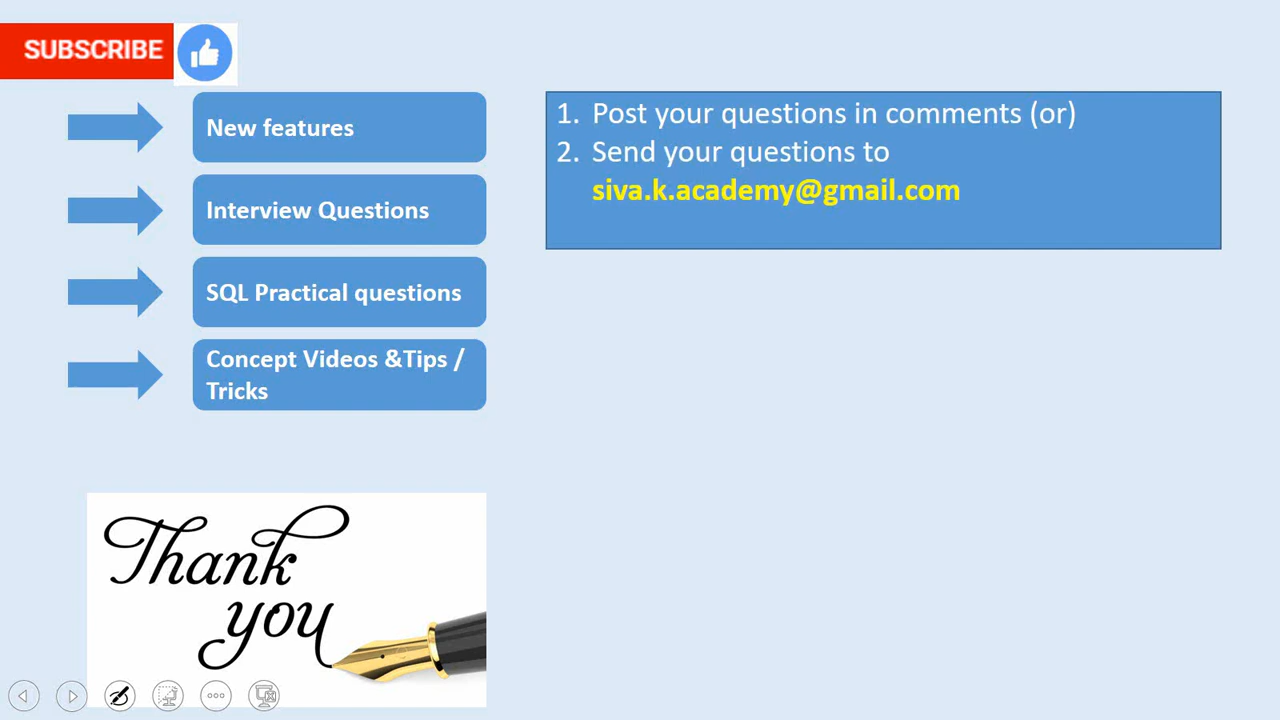 SUBSCRIBE
New features
Interview Questions
SQL Practical questions
Concept Videos &Tips /
Tricks
1. Post your questions in comments (or)
2. Send your questions to
siva.k.academy@gmail.com
Thank
you